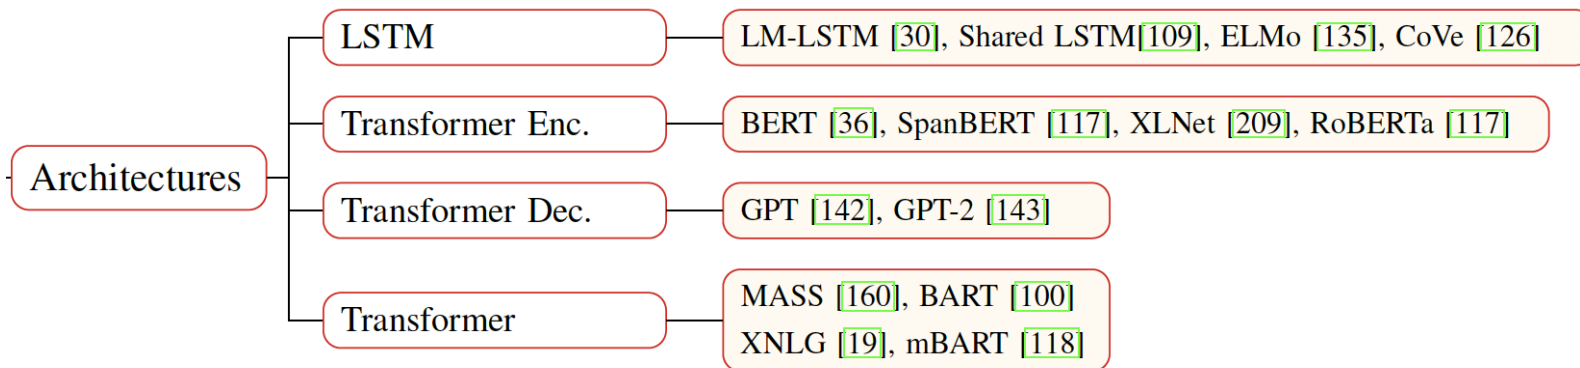 Architectures
LSTM
LM-LSTM [30], Shared LSTM[109], ELMo [135], CoVe [126]
Transformer Enc.
BERT [36], SpanBERT [117], XLNet [209], RoBERTa [117]
Transformer Dec.
GPT [142], GPT-2 [143]
Transformer
MASS [160], BART [100]
XNLG [19], mBART [118]